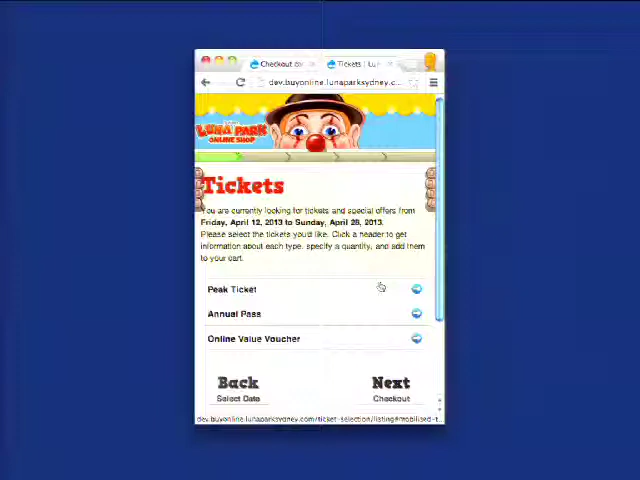 Checkout
Tickets | Lun
dev.buyonline.lunaparksydney.c...
LUNA PARK
ONLINE SHOP
Tickets
You are currently looking for tickets and special offers from
Friday, April 12, 2013 to Sunday, April 28, 2013.
Please select the tickets you'd like. Click a header to get
information about each type, specify a quantity, and add them
to your cart.
Peak Ticket
Annual Pass
Online Value Voucher
Back
Next
Select Date
Checkout
dev.buyonline.lunaparksydney.com/ticket-selection/listing#mobilized-t...